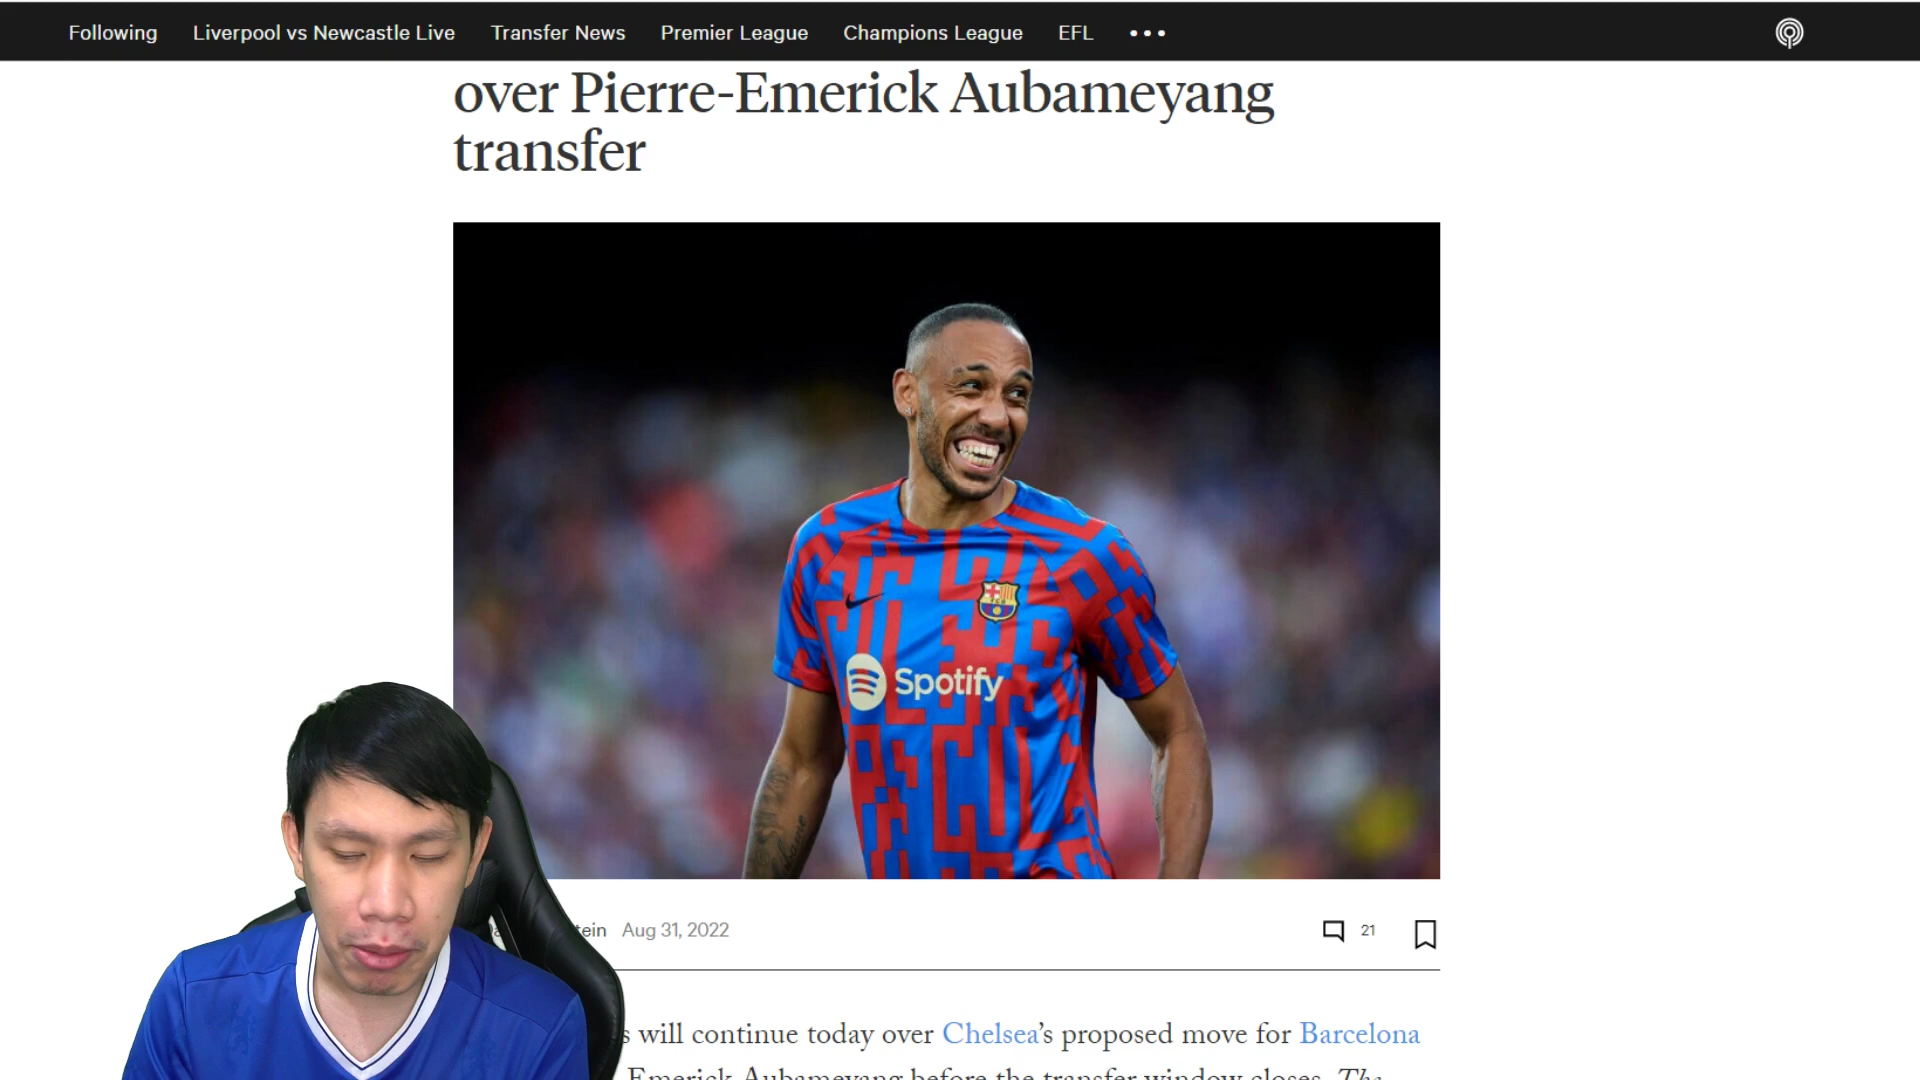 Following Liverpool vs Newcastle Live Transfer News Premier League Champions League EFL
over Pierre-Emerick Aubameyang
transfer
Spotify
tein Aug 31, 2022 21
s will continue today over Chelsea's proposed move for Barcelona
Emerick Aubameyang before the transfer window closes. The